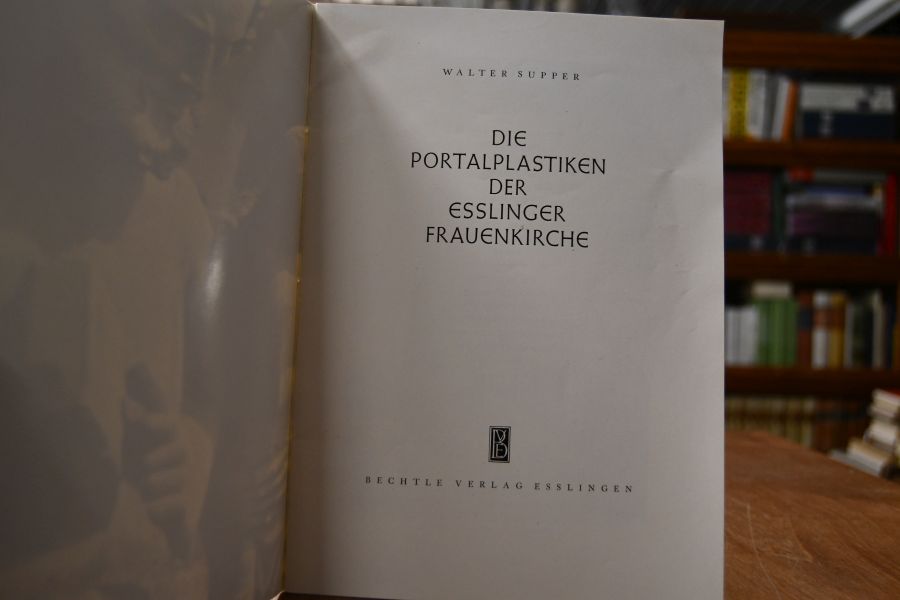 WALTER SUPPER
DIE
PORTALPLASTIKEN
DER
ESSLINGER
FRAUENKIRCHE
BECHTLE VERLAG ESSLINGEN